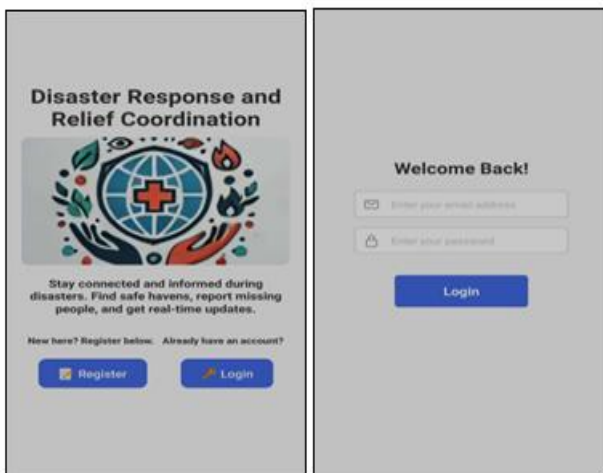 Disaster Response and
Relief Coordination
Stay connected and informed during
disasters. Find safe havens, report missing
people, and get real-time updates.
New here? Register below. Already have an account?
Register
Login
Welcome Back!
Enter your email address
Enter your password
Login